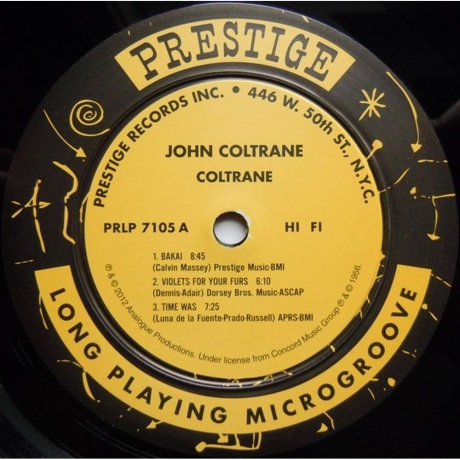 PRESTIGE
PRESTIGE RECORDS INC. • 446 W. 50th ST., N.Y.C.
JOHN COLTRANE
COLTRANE
PRLP 7105 A HI FI
1. BAKAI 8:45
(Calvin Massey) Prestige Music-BMI
2. VIOLETS FOR YOUR FURS 6:10
(Dennis-Adair) Dorsey Bros. Music-ASCAP
3. TIME WAS 7:25
(Luna de la Fuente-Prado-Russell) APRS-BMI
℗ & © 2012 Analogue Productions. Under license from Concord Music Group ℗ & © 1956.
LONG PLAYING MICROGROOVE